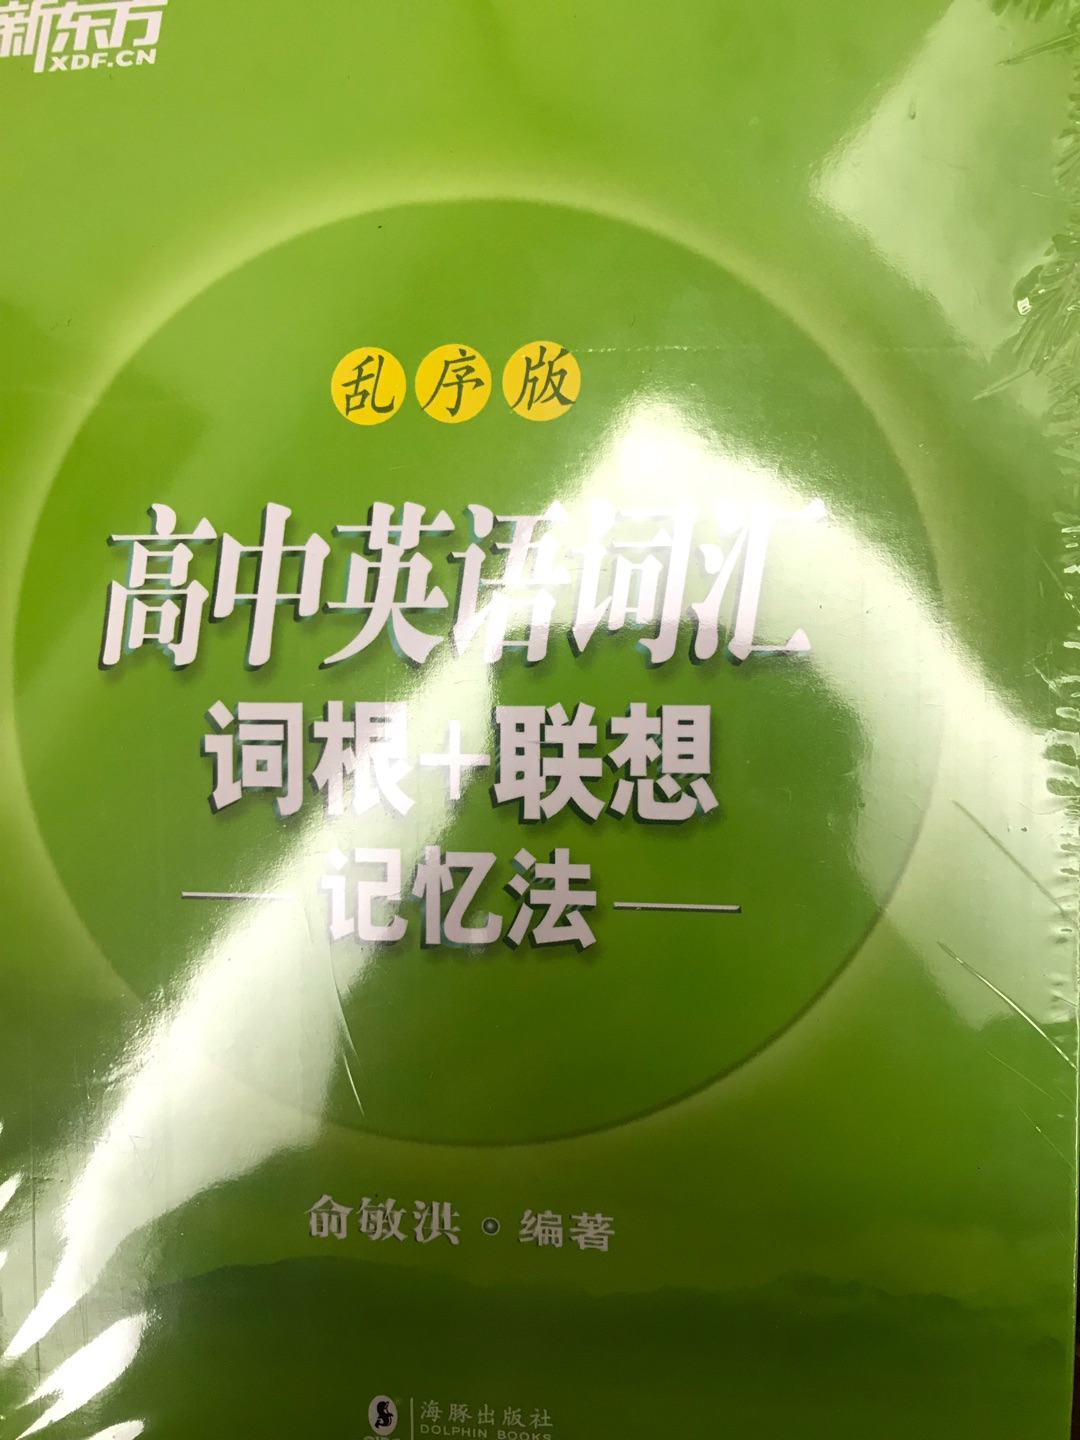 新东方
XDF.CN
乱序版
高中英语词汇
词根+联想
记忆法
俞敏洪·编著
海豚出版社
DOLPHIN BOOKS